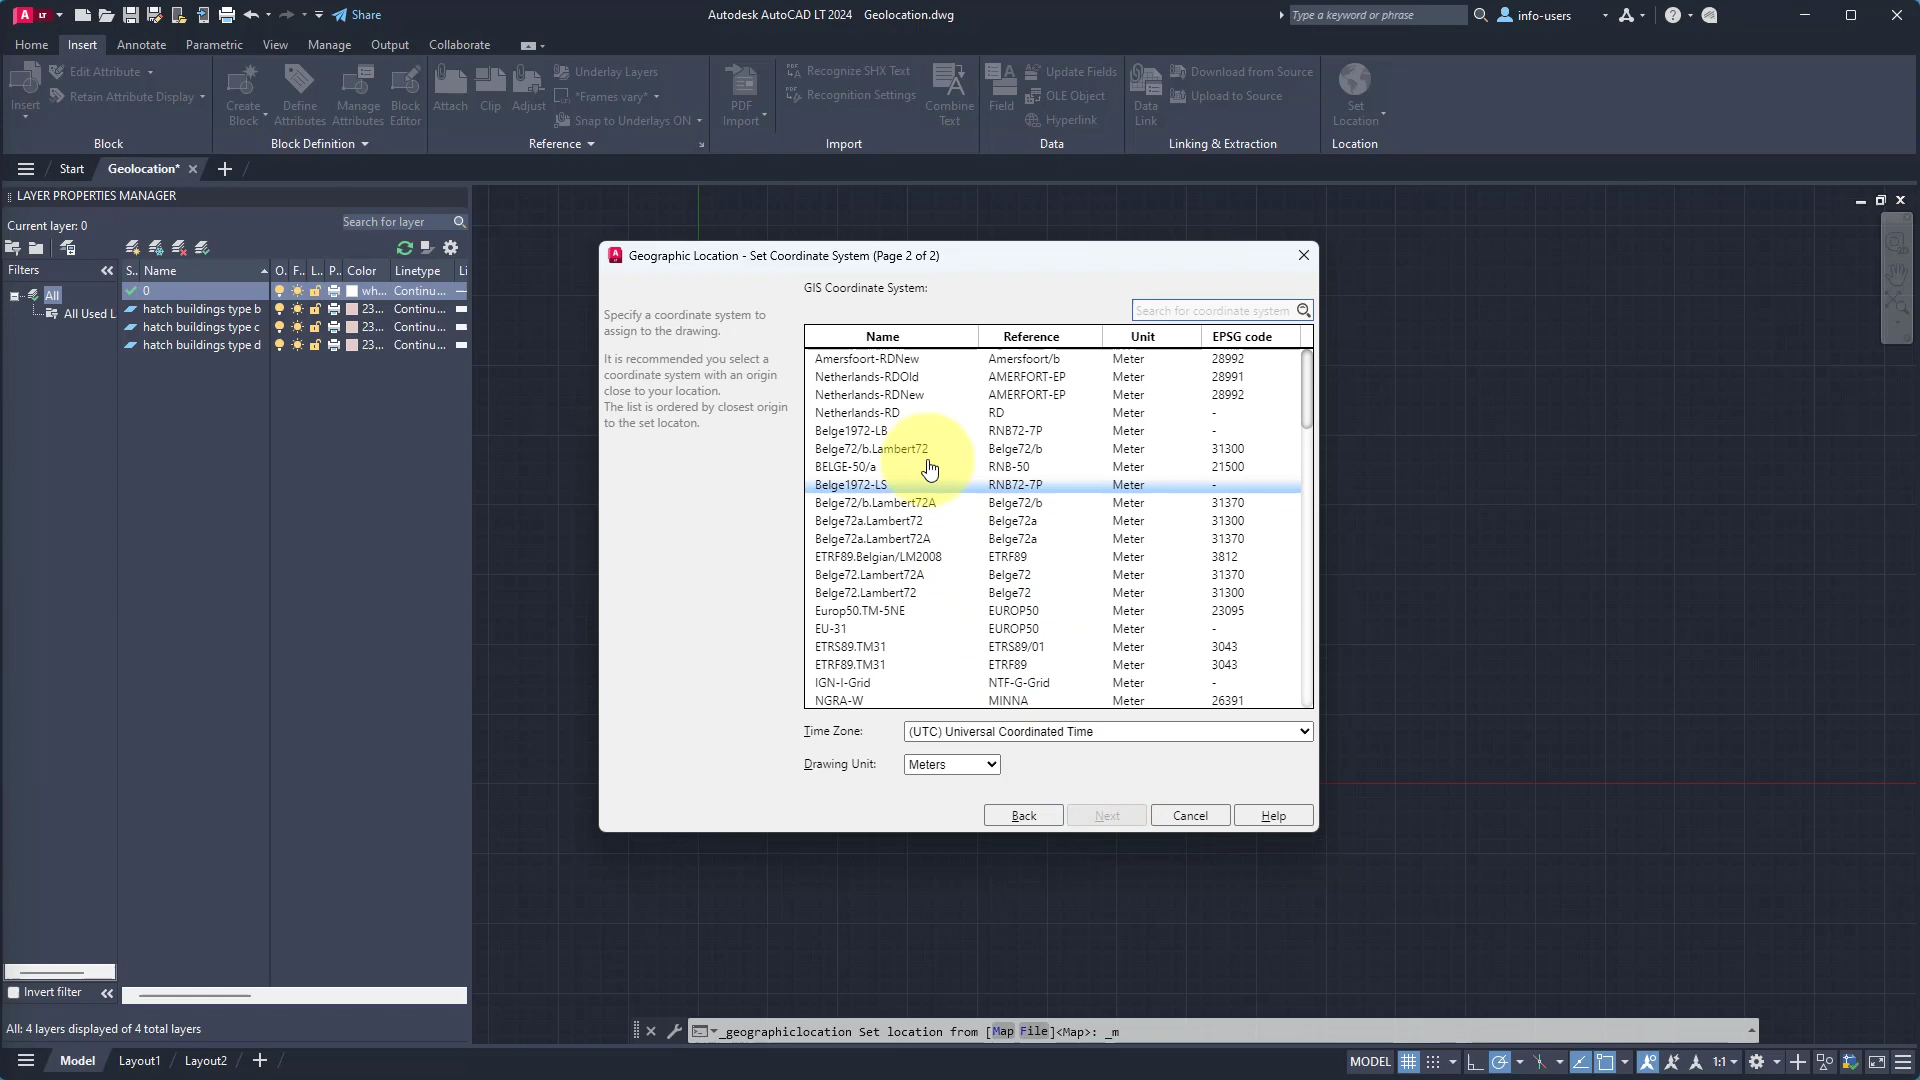 LT
Share
Autodesk AutoCAD LT 2024 Geolocation.dwg
Type a keyword or phrase
info-users
Home Insert Annotate Parametric View Manage Output Collaborate
Insert
Edit Attribute
Retain Attribute Display
Block
Create Block
Define Attributes
Manage Attributes
Block Editor
Block Definition
Attach
Clip
Adjust
Underlay Layers
*Frames vary*
Snap to Underlays ON
Reference
PDF Import
Recognize SHX Text
Recognition Settings
Combine Text
Import
Field
Update Fields
OLE Object
Hyperlink
Data
Data Link
Download from Source
Upload to Source
Linking & Extraction
Set Location
Location
Start Geolocation*
LAYER PROPERTIES MANAGER
Current layer: 0
Search for layer
Filters
All
All Used L
S.. Name O. F.. L.. P.. Color Linetype Li
0 wh... Continu...
hatch buildings type b 23... Continu...
hatch buildings type c 23... Continu...
hatch buildings type d 23... Continu...
Invert filter
All: 4 layers displayed of 4 total layers
Geographic Location - Set Coordinate System (Page 2 of 2)
Specify a coordinate system to
assign to the drawing.
It is recommended you select a
coordinate system with an origin
close to your location.
The list is ordered by closest origin
to the set locaton.
GIS Coordinate System:
Search for coordinate system
Name Reference Unit EPSG code
Amersfoort-RDNew Amersfoort/b Meter 28992
Netherlands-RDOld AMERFORT-EP Meter 28991
Netherlands-RDNew AMERFORT-EP Meter 28992
Netherlands-RD RD Meter -
Belge1972-LB RNB72-7P Meter -
Belge72/b.Lambert72 Belge72/b Meter 31300
BELGE-50/a RNB-50 Meter 21500
Belge1972-LS RNB72-7P Meter -
Belge72/b.Lambert72A Belge72/b Meter 31370
Belge72a.Lambert72 Belge72a Meter 31300
Belge72a.Lambert72A Belge72a Meter 31370
ETRF89.Belgian/LM2008 ETRF89 Meter 3812
Belge72.Lambert72A Belge72 Meter 31370
Belge72.Lambert72 Belge72 Meter 31300
Europ50.TM-5NE EUROP50 Meter 23095
EU-31 EUROP50 Meter -
ETRS89.TM31 ETRS89/01 Meter 3043
ETRF89.TM31 ETRF89 Meter 3043
IGN-I-Grid NTF-G-Grid Meter -
NGRA-W MINNA Meter 26391
Time Zone: (UTC) Universal Coordinated Time
Drawing Unit: Meters
Back Next Cancel Help
_geographiclocation Set location from [Map File]<Map>: _m
Model Layout1 Layout2
MODEL
1:1